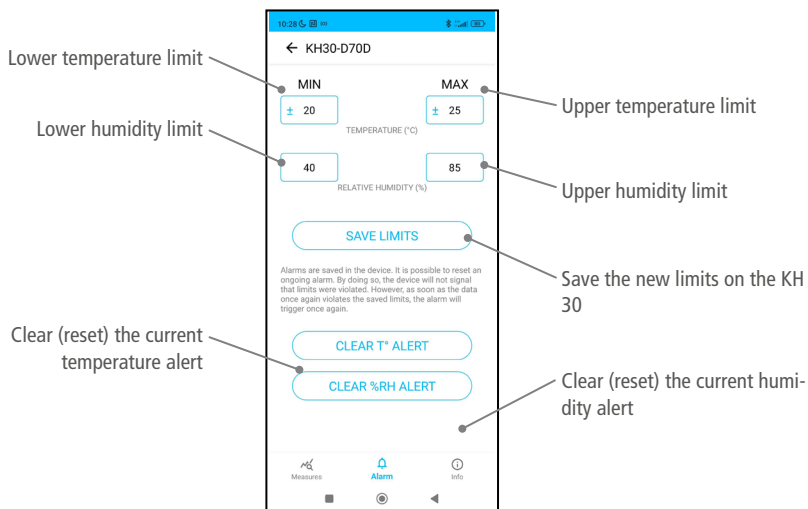 10:28
← KH30-D70D
Lower temperature limit
MIN
MAX
± 20
± 25
Upper temperature limit
TEMPERATURE (°C)
Lower humidity limit
40
85
Upper humidity limit
RELATIVE HUMIDITY (%)
SAVE LIMITS
Save the new limits on the KH
30
Alarms are saved in the device. It is possible to reset an
ongoing alarm. By doing so, the device will not signal
that limits were violated. However, as soon as the data
once again violates the saved limits, the alarm will
trigger once again.
Clear (reset) the current
temperature alert
CLEAR T° ALERT
CLEAR %RH ALERT
Clear (reset) the current humi-
dity alert
Measures
Alarm
Info